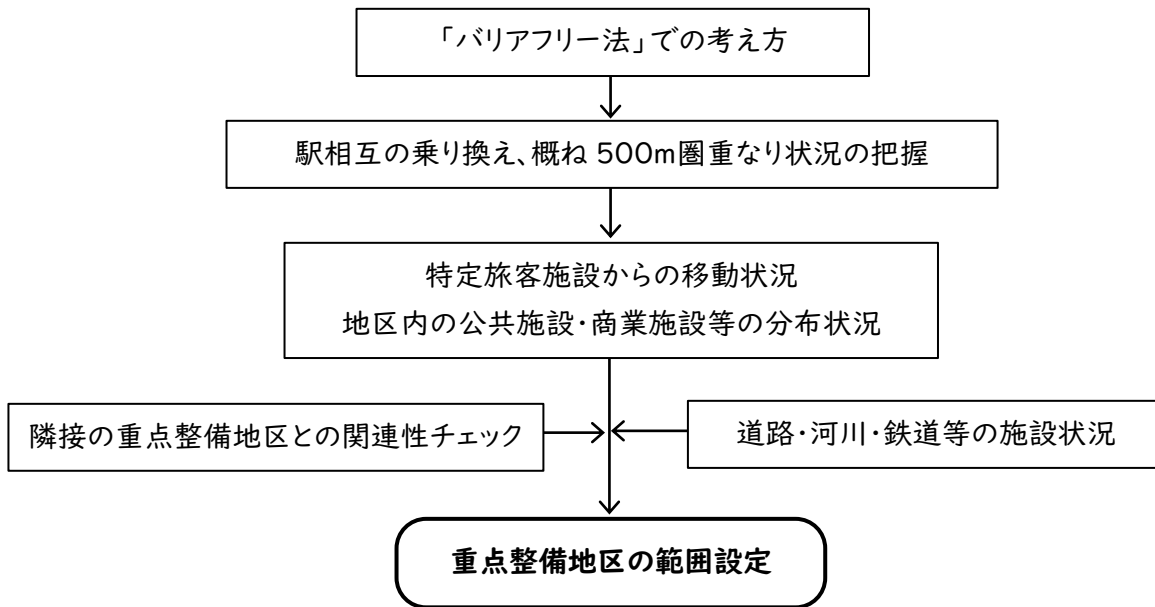 「バリアフリー法」での考え方
駅相互の乗り換え、概ね 500m圏重なり状況の把握
特定旅客施設からの移動状況
地区内の公共施設・商業施設等の分布状況
隣接の重点整備地区との関連性チェック
道路・河川・鉄道等の施設状況
重点整備地区の範囲設定